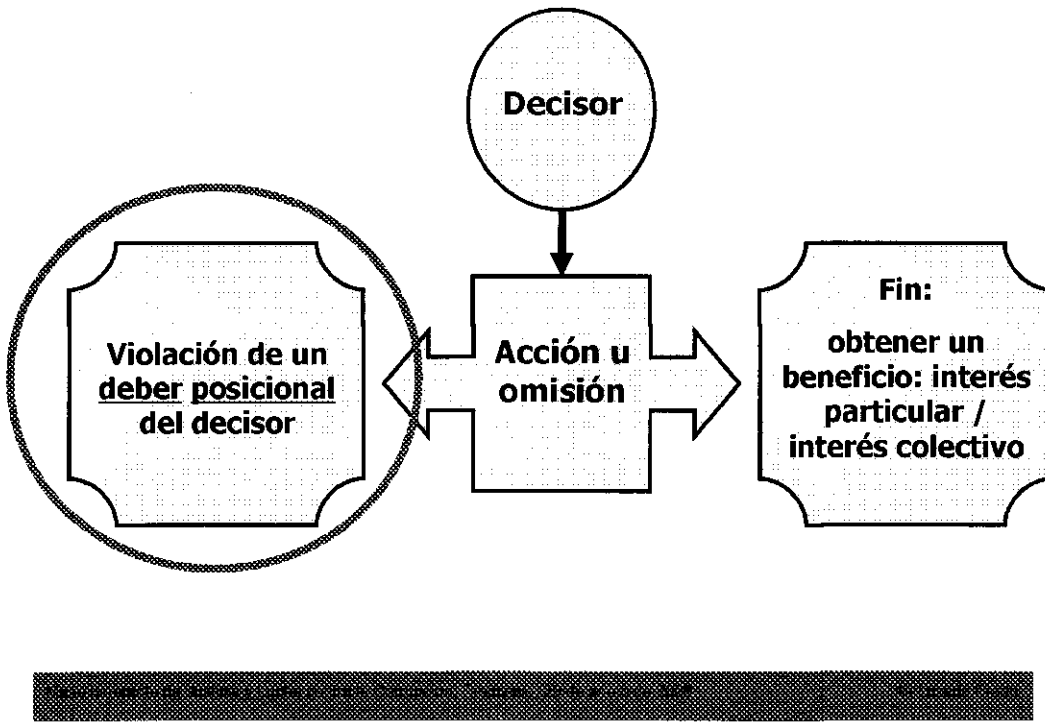 Decisor
Violación de un
deber posicional
del decisor
Acción u
omisión
Fin:
obtener un
beneficio: interés
particular /
interés colectivo